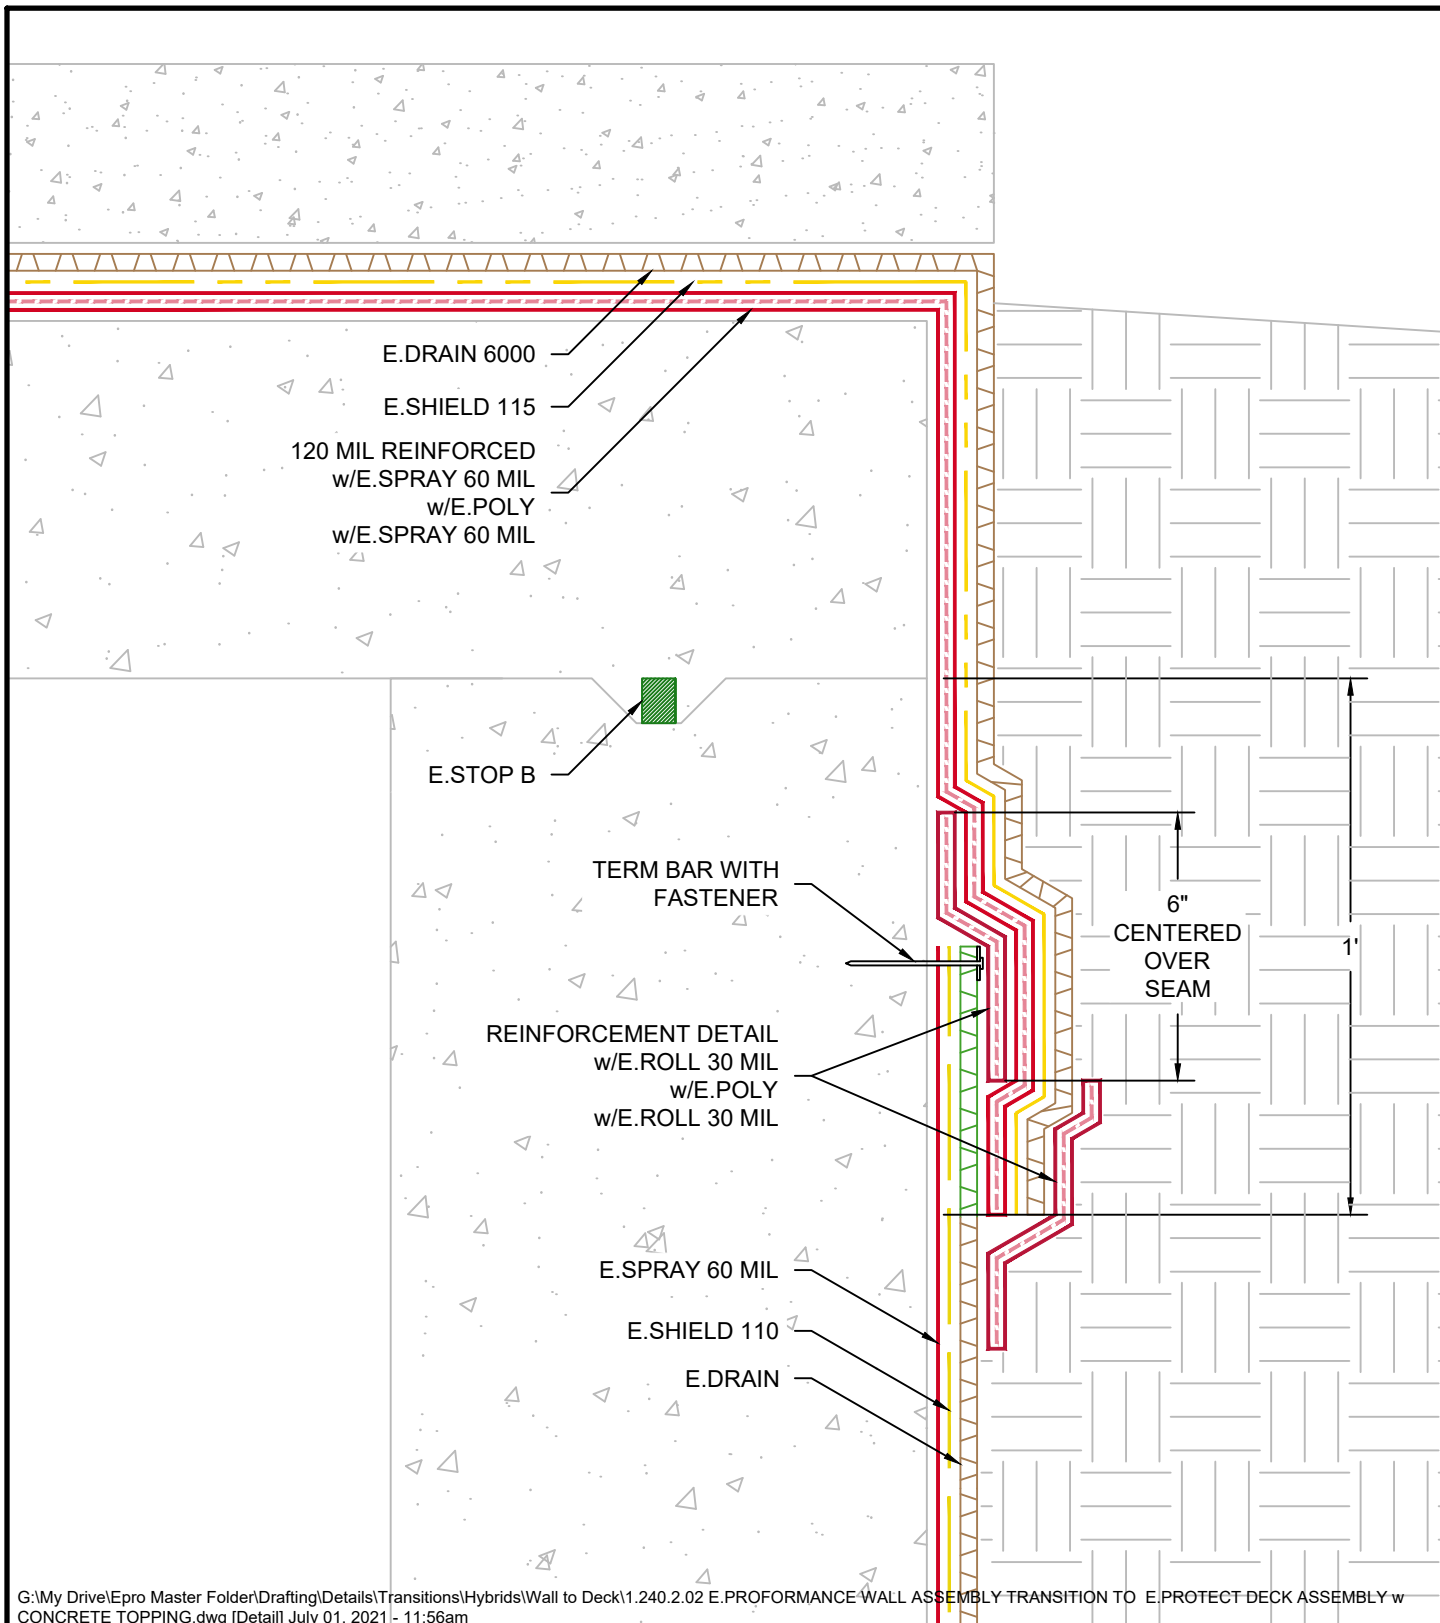 E.DRAIN 6000
E.SHIELD 115
120 MIL REINFORCED
w/E.SPRAY 60 MIL
w/E.POLY
w/E.SPRAY 60 MIL
E.STOP B
TERM BAR WITH
FASTENER
6"
CENTERED
OVER
SEAM
1'
REINFORCEMENT DETAIL
w/E.ROLL 30 MIL
w/E.POLY
w/E.ROLL 30 MIL
E.SPRAY 60 MIL
E.SHIELD 110
E.DRAIN
G:\My Drive\Epro Master Folder\Drafting\Details\Transitions\Hybrids\Wall to Deck\1.240.2.02 E.PROFORMANCE WALL ASSEMBLY TRANSITION TO E.PROTECT DECK ASSEMBLY w
CONCRETE TOPPING.dwg [Detail] July 01, 2021 - 11:56am